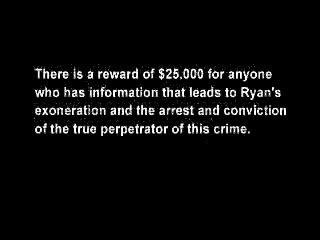 There is a reward of $25,000 for anyone
who has information that leads to Ryan's
exoneration and the arrest and conviction
of the true perpetrator of this crime.